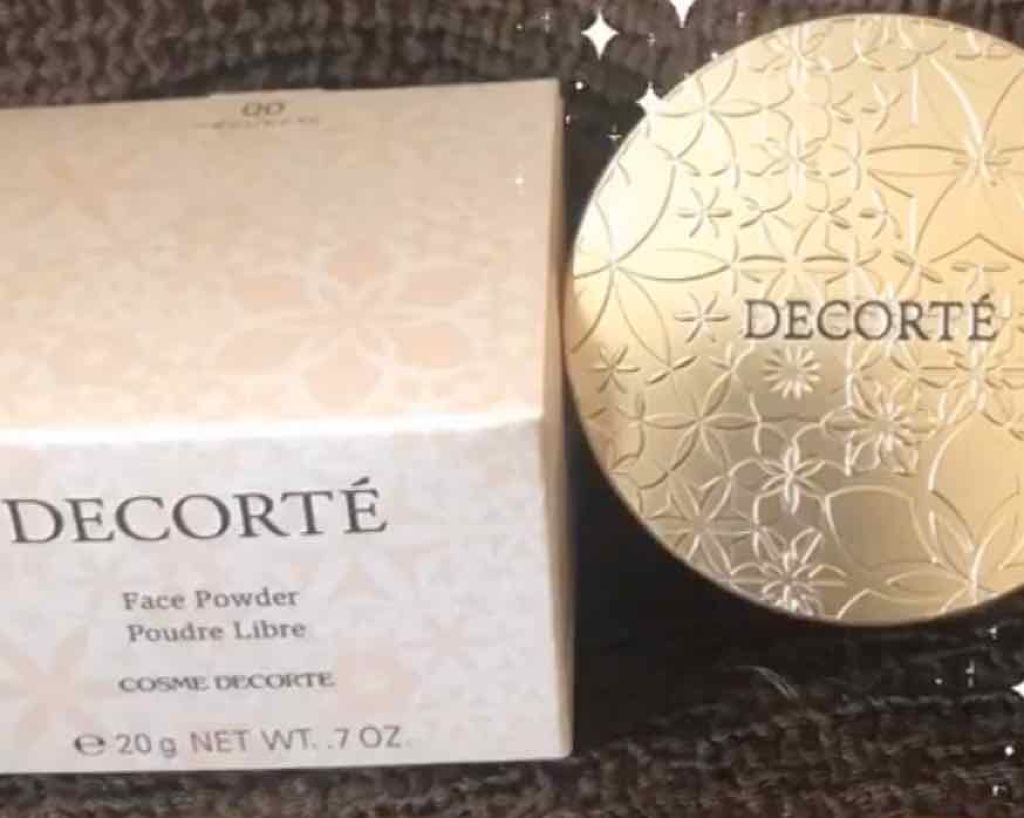 DECORTÉ
DECORTÉ
Face Powder
Poudre Libre
COSME DECORTE
℮ 20 g NET WT. .7 OZ.